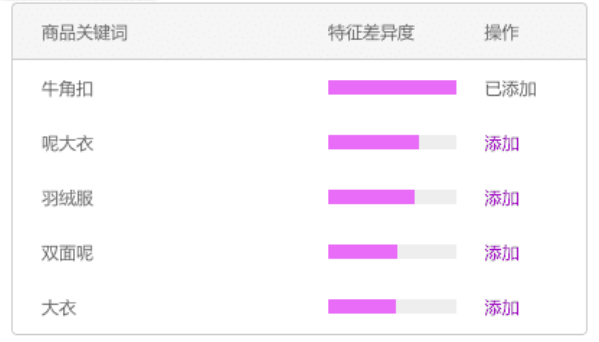 商品关键词 特征差异度 操作
牛角扣 已添加
呢大衣 添加
羽绒服 添加
双面呢 添加
大衣 添加